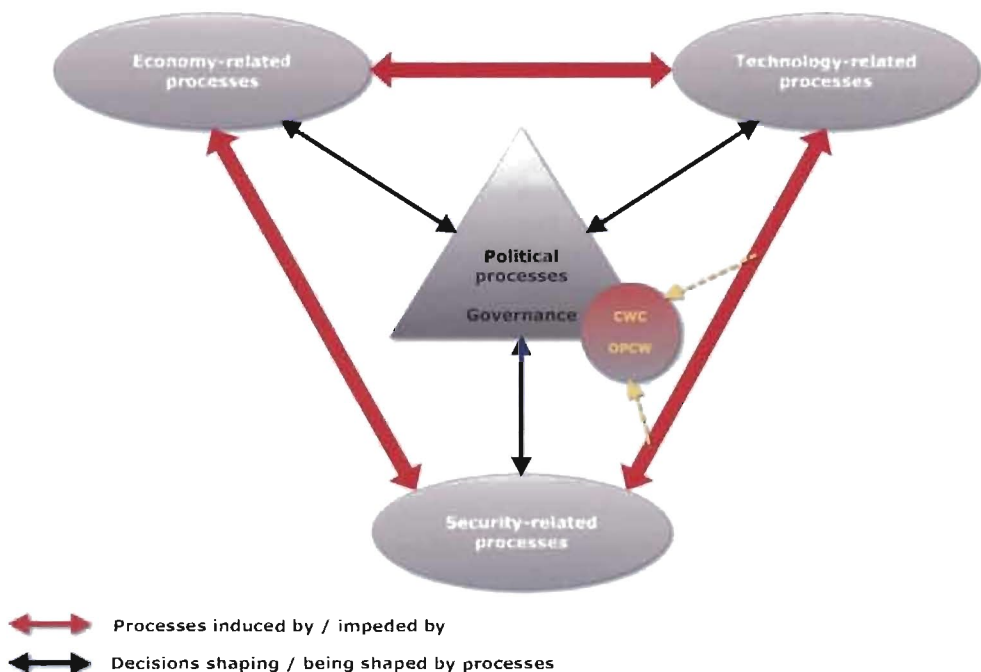 Economy-related
processes
Technology-related
processes
Political
processes
Governance
CWC
OPCW
Security-related
processes
Processes induced by / impeded by
Decisions shaping / being shaped by processes